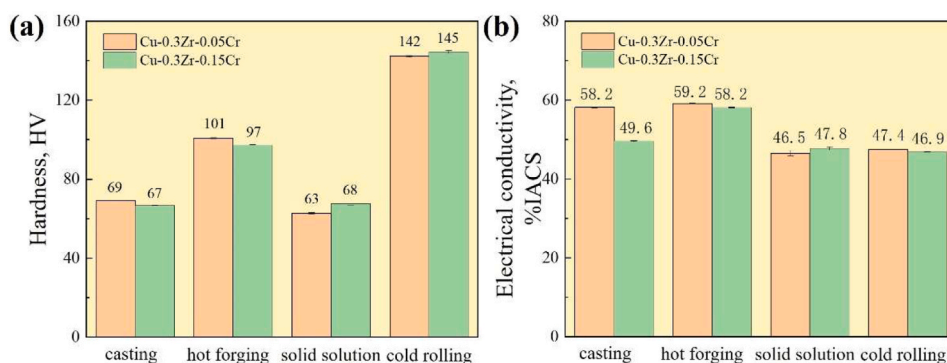 (a)
160
120
80
40
0
Hardness, HV
Cu-0.3Zr-0.05Cr
Cu-0.3Zr-0.15Cr
69
67
101
97
63
68
142
145
casting
hot forging
solid solution
cold rolling
(b)
80
60
40
20
0
Electrical conductivity,
%IACS
Cu-0.3Zr-0.05Cr
Cu-0.3Zr-0.15Cr
58.2
49.6
59.2
58.2
46.5
47.8
47.4
46.9
casting
hot forging
solid solution
cold rolling